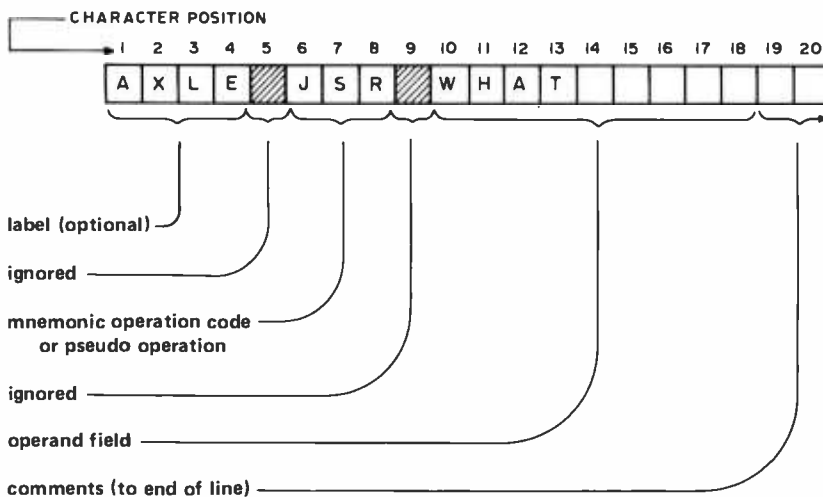 CHARACTER POSITION
1 2 3 4 5 6 7 8 9 10 11 12 13 14 15 16 17 18 19 20
A X L E J S R W H A T
label (optional)
ignored
mnemonic operation code
or pseudo operation
ignored
operand field
comments (to end of line)